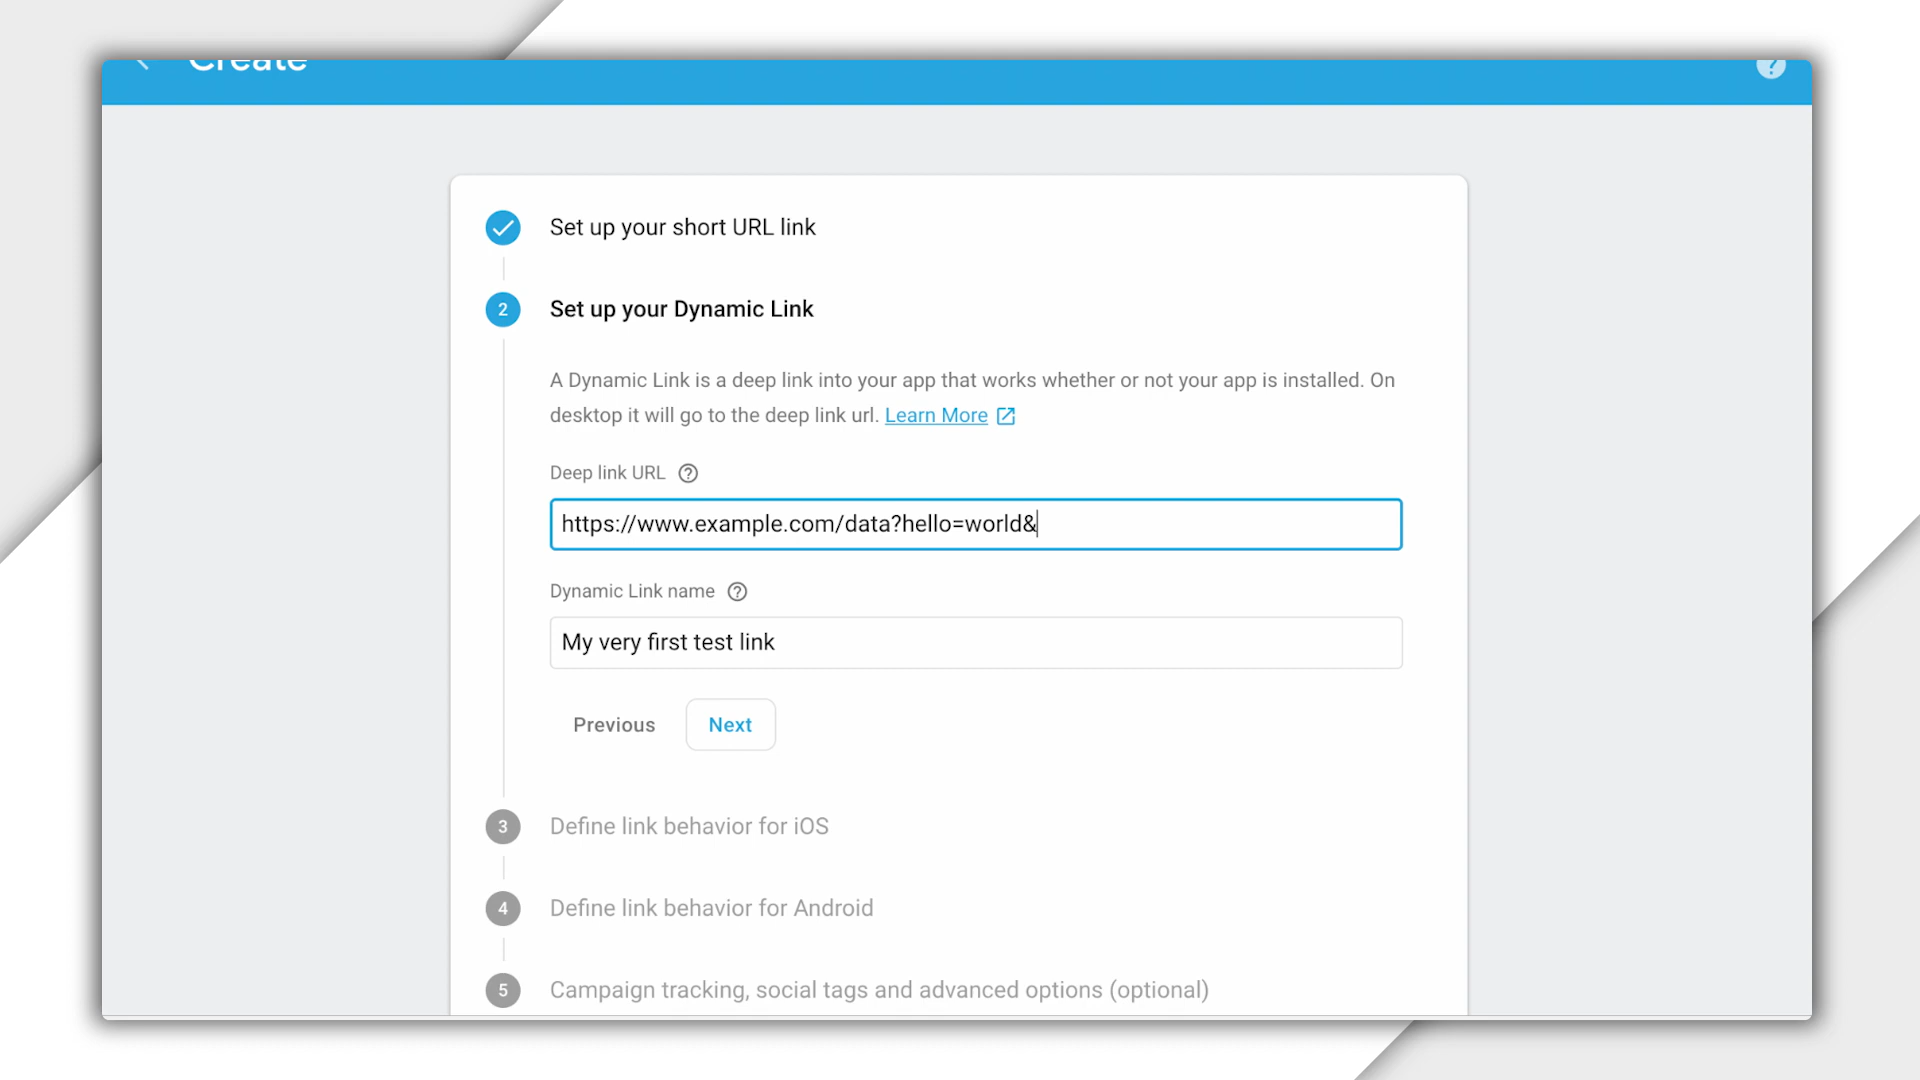 Create
?
Set up your short URL link
2
Set up your Dynamic Link
A Dynamic Link is a deep link into your app that works whether or not your app is installed. On
desktop it will go to the deep link url. Learn More
Deep link URL ?
https://www.example.com/data?hello=world&
Dynamic Link name ?
My very first test link
Previous Next
3 Define link behavior for iOS
4 Define link behavior for Android
5 Campaign tracking, social tags and advanced options (optional)